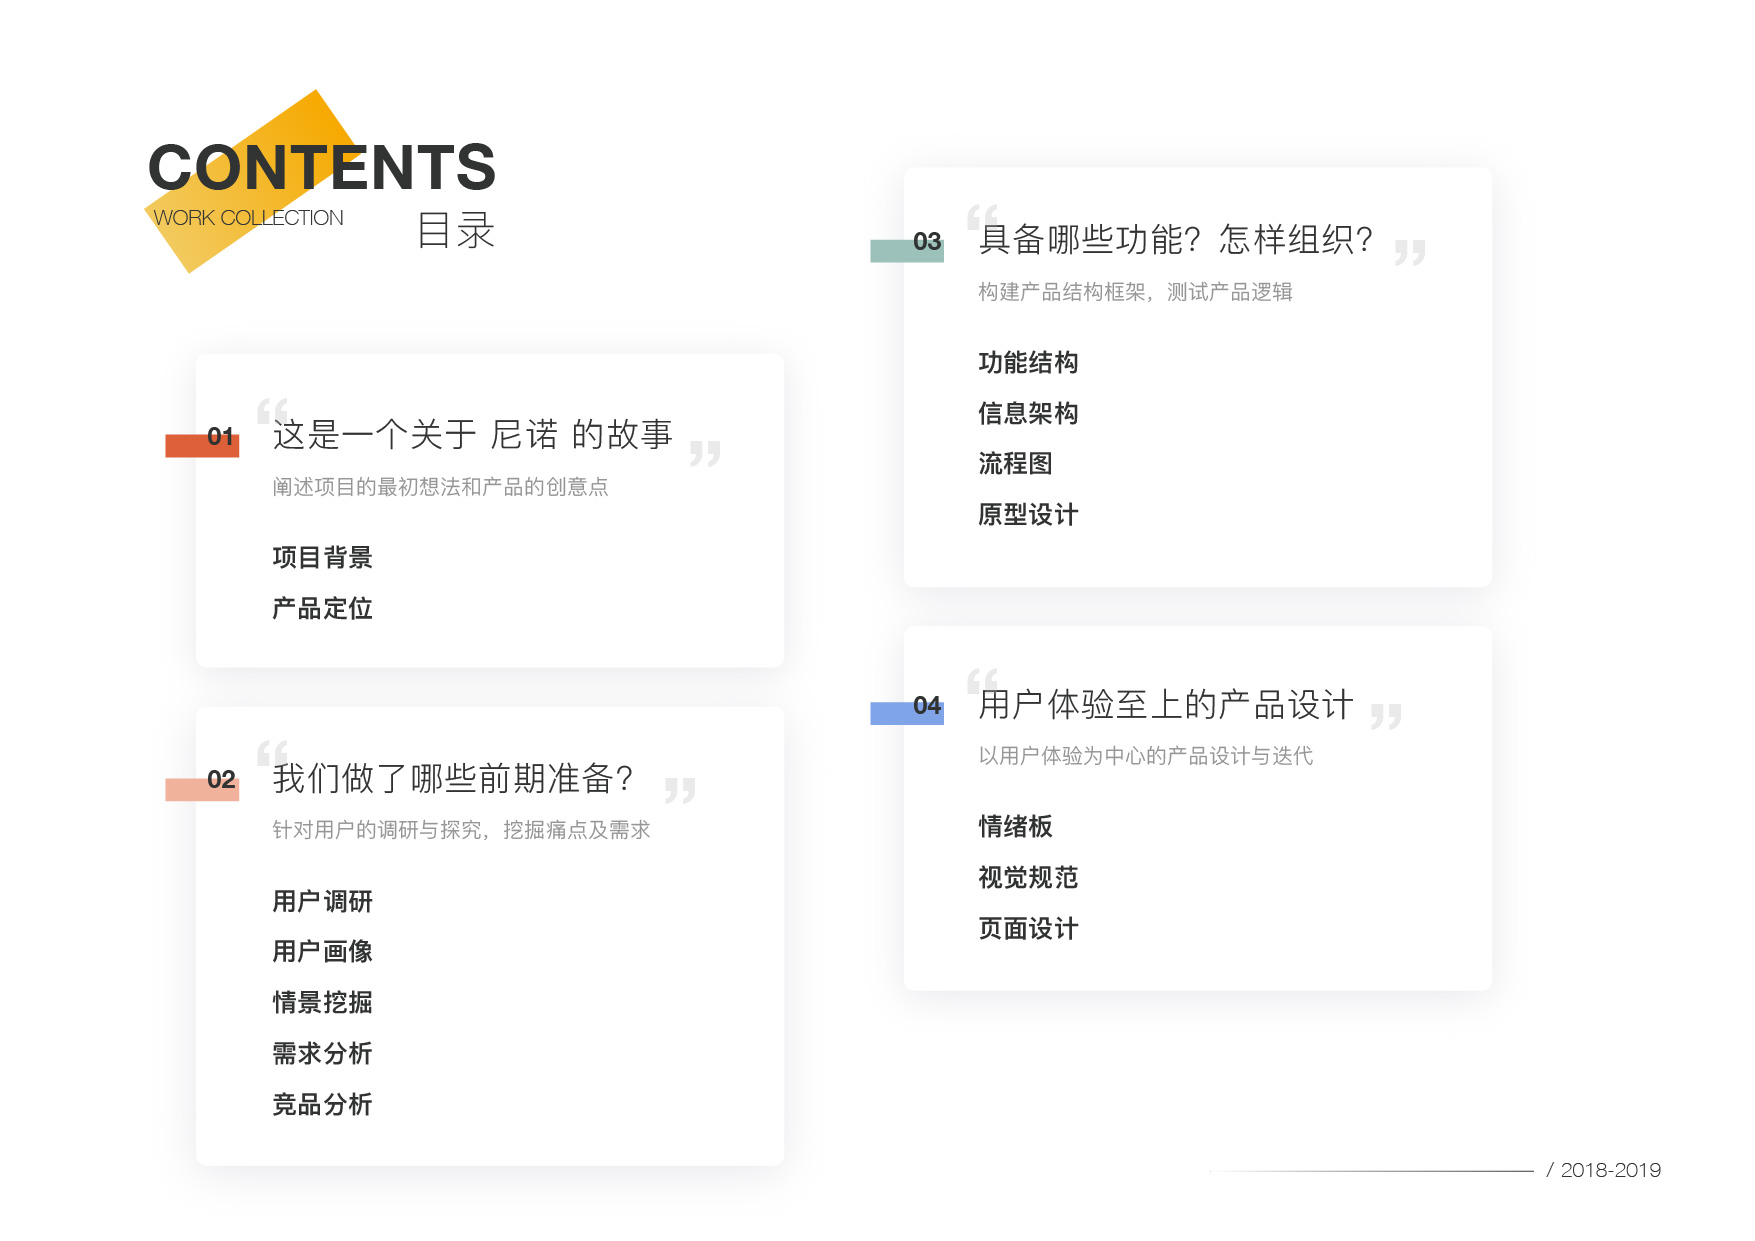 CONTENTS
WORK COLLECTION
目录
01
“这是一个关于 尼诺 的故事”
阐述项目的最初想法和产品的创意点
项目背景
产品定位
02
“我们做了哪些前期准备？”
针对用户的调研与探究，挖掘痛点及需求
用户调研
用户画像
情景挖掘
需求分析
竞品分析
03
“具备哪些功能？怎样组织？”
构建产品结构框架，测试产品逻辑
功能结构
信息架构
流程图
原型设计
04
“用户体验至上的产品设计”
以用户体验为中心的产品设计与迭代
情绪板
视觉规范
页面设计
/ 2018-2019